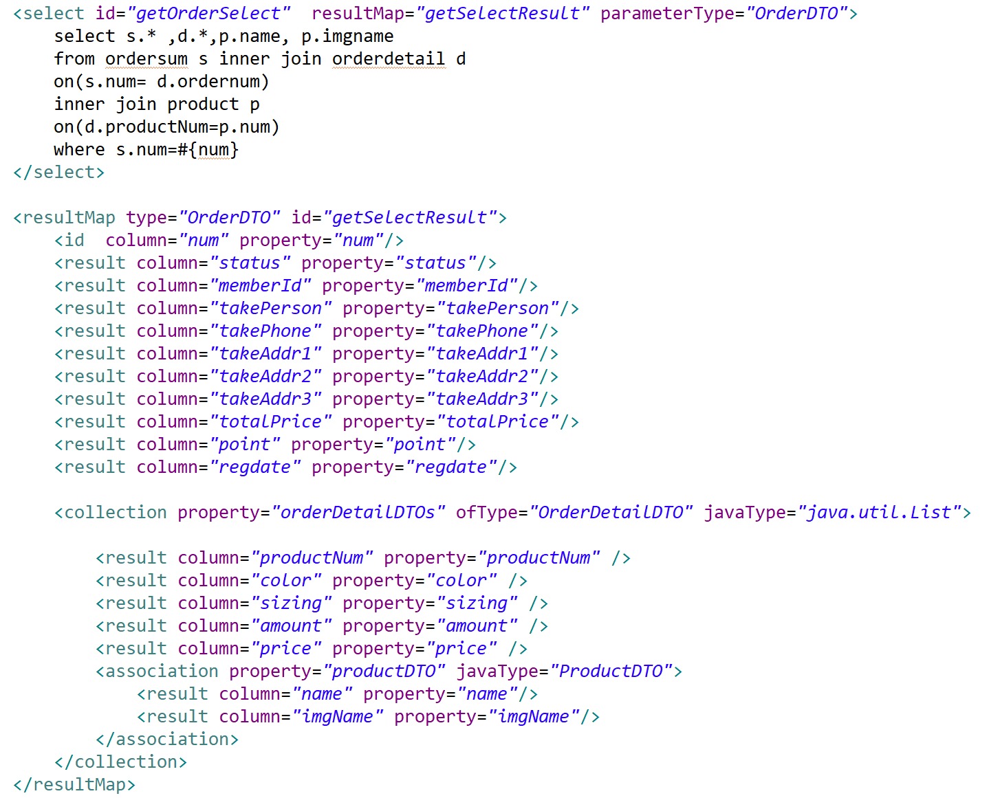 <select id="getOrderSelect"  resultMap="getSelectResult" parameterType="OrderDTO">
    select s.* ,d.*,p.name, p.imgname
    from ordersum s inner join orderdetail d
    on(s.num= d.ordernum)
    inner join product p
    on(d.productNum=p.num)
    where s.num=#{num}
</select>

<resultMap type="OrderDTO" id="getSelectResult">
    <id  column="num" property="num"/>
    <result column="status" property="status"/>
    <result column="memberId" property="memberId"/>
    <result column="takePerson" property="takePerson"/>
    <result column="takePhone" property="takePhone"/>
    <result column="takeAddr1" property="takeAddr1"/>
    <result column="takeAddr2" property="takeAddr2"/>
    <result column="takeAddr3" property="takeAddr3"/>
    <result column="totalPrice" property="totalPrice"/>
    <result column="point" property="point"/>
    <result column="regdate" property="regdate"/>

    <collection property="orderDetailDTOs" ofType="OrderDetailDTO" javaType="java.util.List">

        <result column="productNum" property="productNum" />
        <result column="color" property="color" />
        <result column="sizing" property="sizing" />
        <result column="amount" property="amount" />
        <result column="price" property="price" />
        <association property="productDTO" javaType="ProductDTO">
            <result column="name" property="name"/>
            <result column="imgName" property="imgName"/>
        </association>
    </collection>
</resultMap>